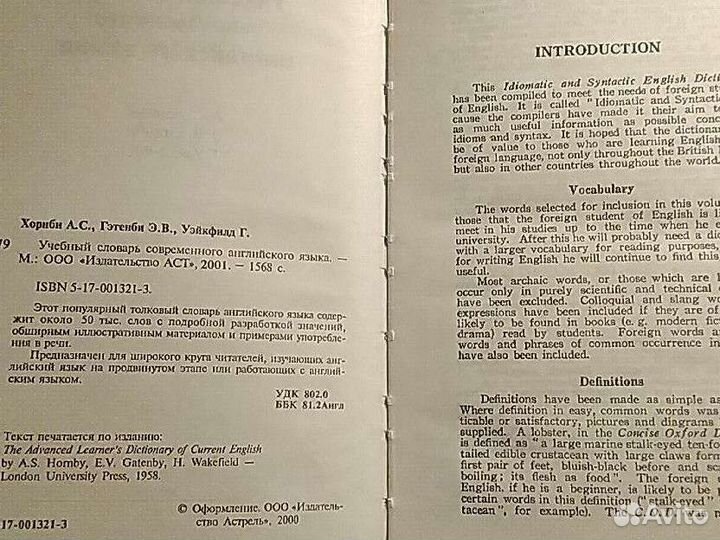 Хорнби А.С., Гэтенби Э.В., Уэйкфилд Г.
Учебный словарь современного английского языка. —
М.: ООО «Издательство АСТ», 2001. — 1568 с.
ISBN 5-17-001321-3.
Этот популярный толковый словарь английского языка содер-
жит около 50 тыс. слов с подробной разработкой значений,
обширным иллюстративным материалом и примерами употребле-
ния в речи.
Предназначен для широкого круга читателей, изучающих анг-
лийский язык на продвинутом этапе или работающих с англий-
ским языком.
УДК 802.0
ББК 81.2Англ
Текст печатается по изданию:
The Advanced Learner's Dictionary of Current English
by A.S. Hornby, E.V. Gatenby, H. Wakefield —
London University Press, 1958.
© Оформление. ООО «Издатель-
ство Астрель», 2000
-17-001321-3
INTRODUCTION
This Idiomatic and Syntactic English Dictio
has been compiled to meet the needs of foreign stu
of English. It is called "Idiomatic and Syntactic
cause the compilers have made it their aim to
as much useful information as possible conce
idioms and syntax. It is hoped that the dictionar
be of value to those who are learning English
foreign language, not only throughout the British
but also in other countries throughout the world.
Vocabulary
The words selected for inclusion in this volu
those that the foreign student of English is li
meet in his studies up to the time when he e
university. After this he will probably need a dic
with a larger vocabulary for reading purposes,
for writing English he will continue to find this
useful.
Most archaic words, or those which are l
occur only in purely scientific and technical
have been excluded. Colloquial and slang w
expressions have been included if they are of
likely to be found in books (e. g. modern fic
drama) read by students. Foreign words an
words and phrases of common occurrence in
have also been included.
Definitions
Definitions have been made as simple as
Where definition in easy, common words was
ticable or satisfactory, pictures and diagrams
supplied. A lobster, in the Concise Oxford D
is defined as "a large marine stalk-eyed ten-fo
tailed edible crustacean with large claws form
first pair of feet, bluish-black before and sca
boiling; its flesh as food". The foreign
English, if he is a beginner, is likely to be
certain words in this definition ("stalk-eyed"
tacean", for example). The C.O.D. was
Avito